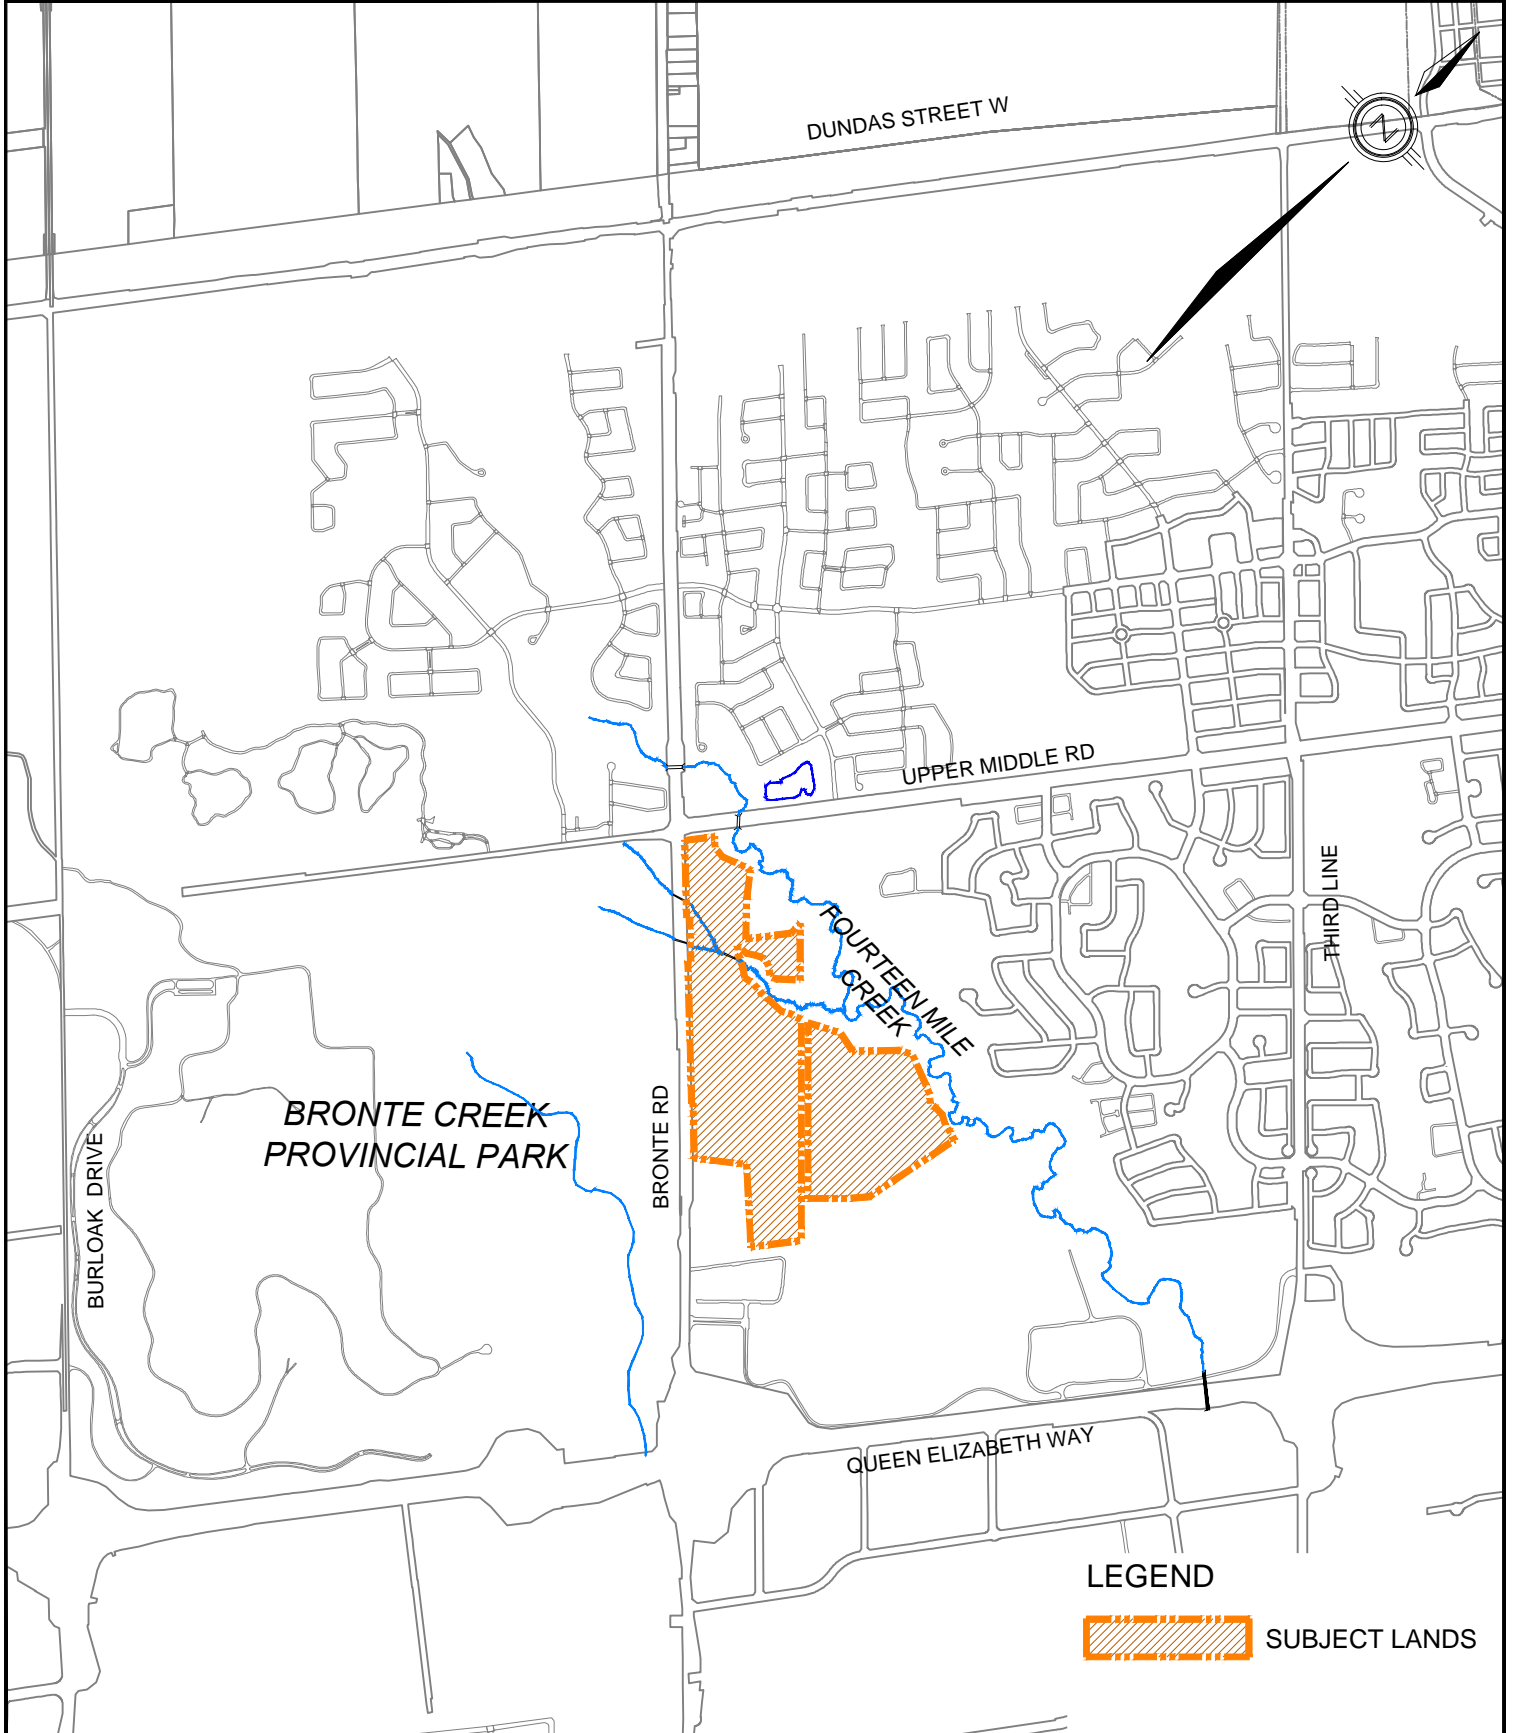 DUNDAS STREET W
N
UPPER MIDDLE RD
THIRD LINE
FOURTEEN MILE
CREEK
BRONTE CREEK
PROVINCIAL PARK
BRONTE RD
BURLOAK DRIVE
QUEEN ELIZABETH WAY
LEGEND
SUBJECT LANDS